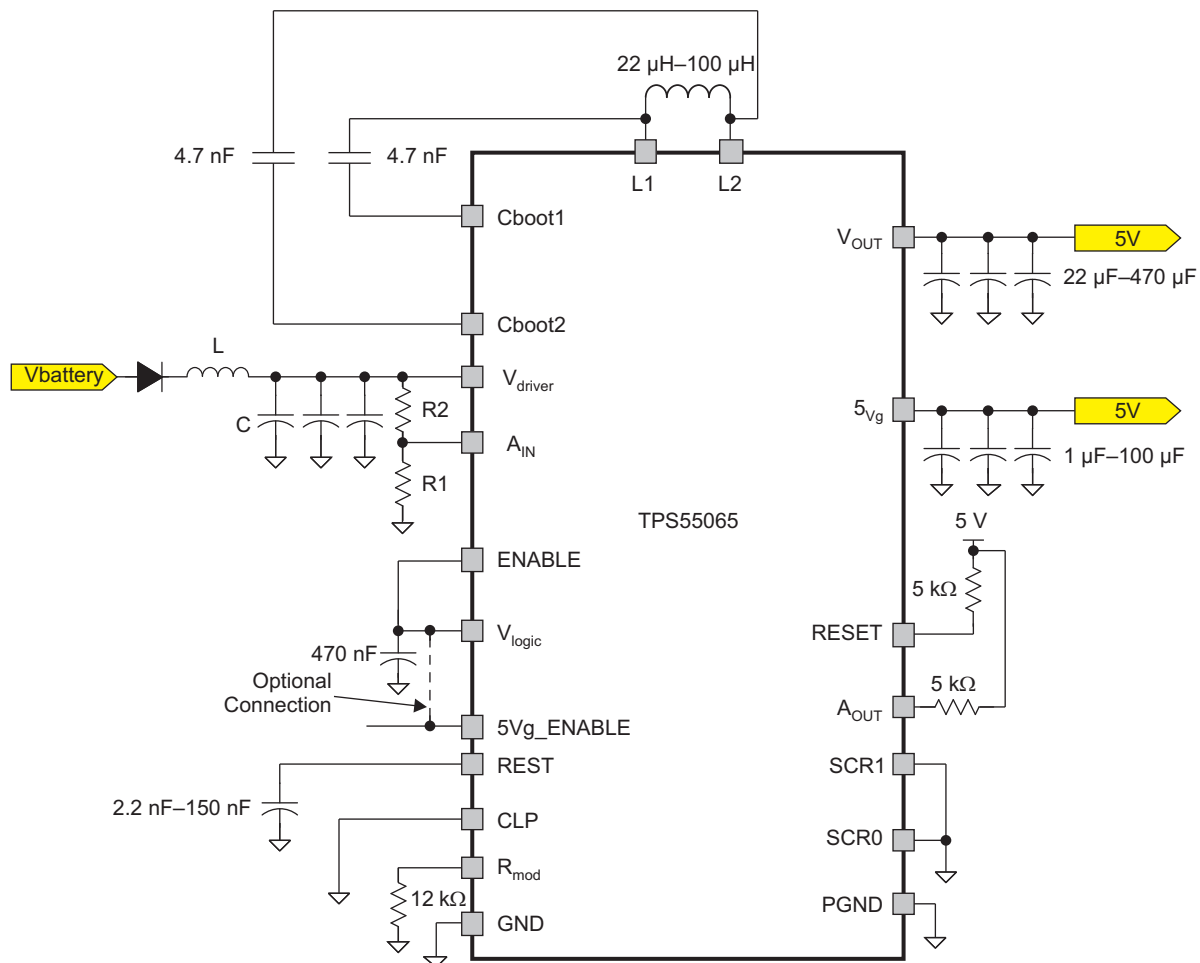 22 µH–100 µH
4.7 nF
4.7 nF
L1
L2
Cboot1
VOUT
5V
22 µF–470 µF
Cboot2
L
Vbattery
Vdriver
R2
C
5Vg
5V
AIN
1 µF–100 µF
R1
TPS55065
5 V
ENABLE
5 kΩ
RESET
Vlogic
470 nF
Optional
Connection
5 kΩ
AOUT
5Vg_ENABLE
REST
SCR1
2.2 nF–150 nF
CLP
SCR0
Rmod
12 kΩ
PGND
GND